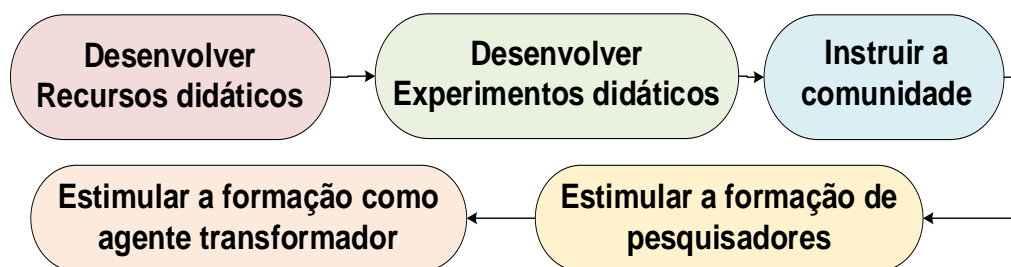 Desenvolver
Recursos didáticos
Desenvolver
Experimentos didáticos
Instruir a
comunidade
Estimular a formação de
pesquisadores
Estimular a formação como
agente transformador